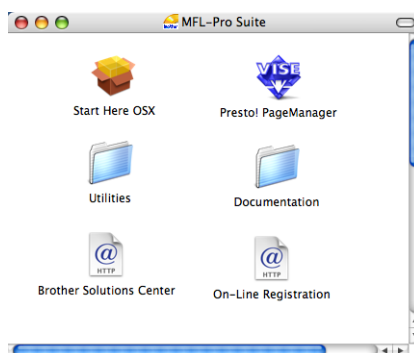 MFL-Pro Suite
VISE
Start Here OSX
Presto! PageManager
Utilities
Documentation
@
HTTP
@
HTTP
Brother Solutions Center
On-Line Registration